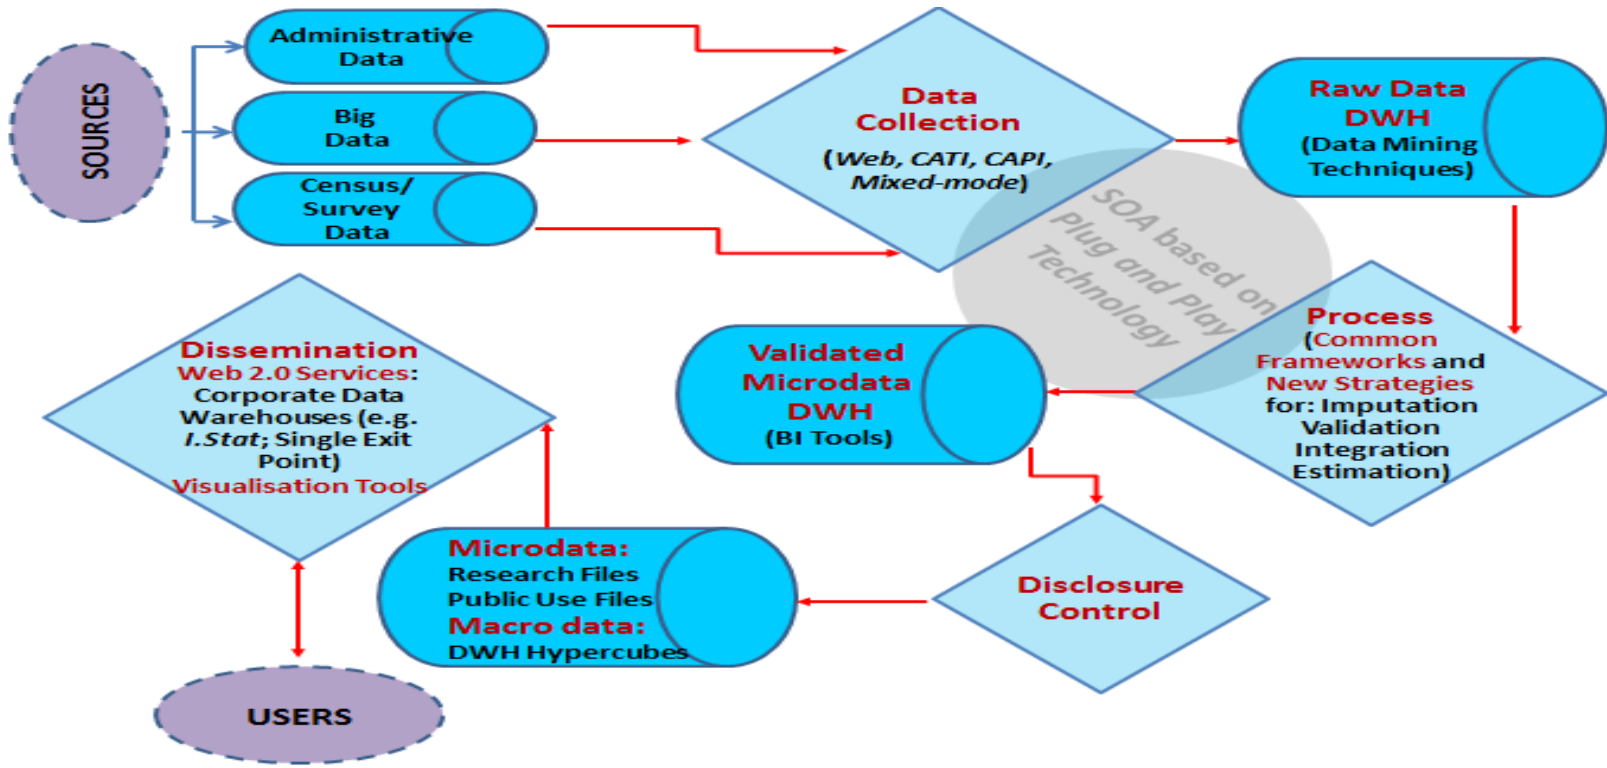 SOURCES
Administrative
Data
Big
Data
Census/
Survey
Data
Data
Collection
(Web, CATI, CAPI,
Mixed-mode)
Raw Data
DWH
(Data Mining
Techniques)
SOA based on
Plug and Play
Technology
Process
(Common
Frameworks and
New Strategies
for: Imputation
Validation
Integration
Estimation)
Validated
Microdata
DWH
(BI Tools)
Disclosure
Control
Microdata:
Research Files
Public Use Files
Macro data:
DWH Hypercubes
Dissemination
Web 2.0 Services:
Corporate Data
Warehouses (e.g.
I.Stat; Single Exit
Point)
Visualisation Tools
USERS